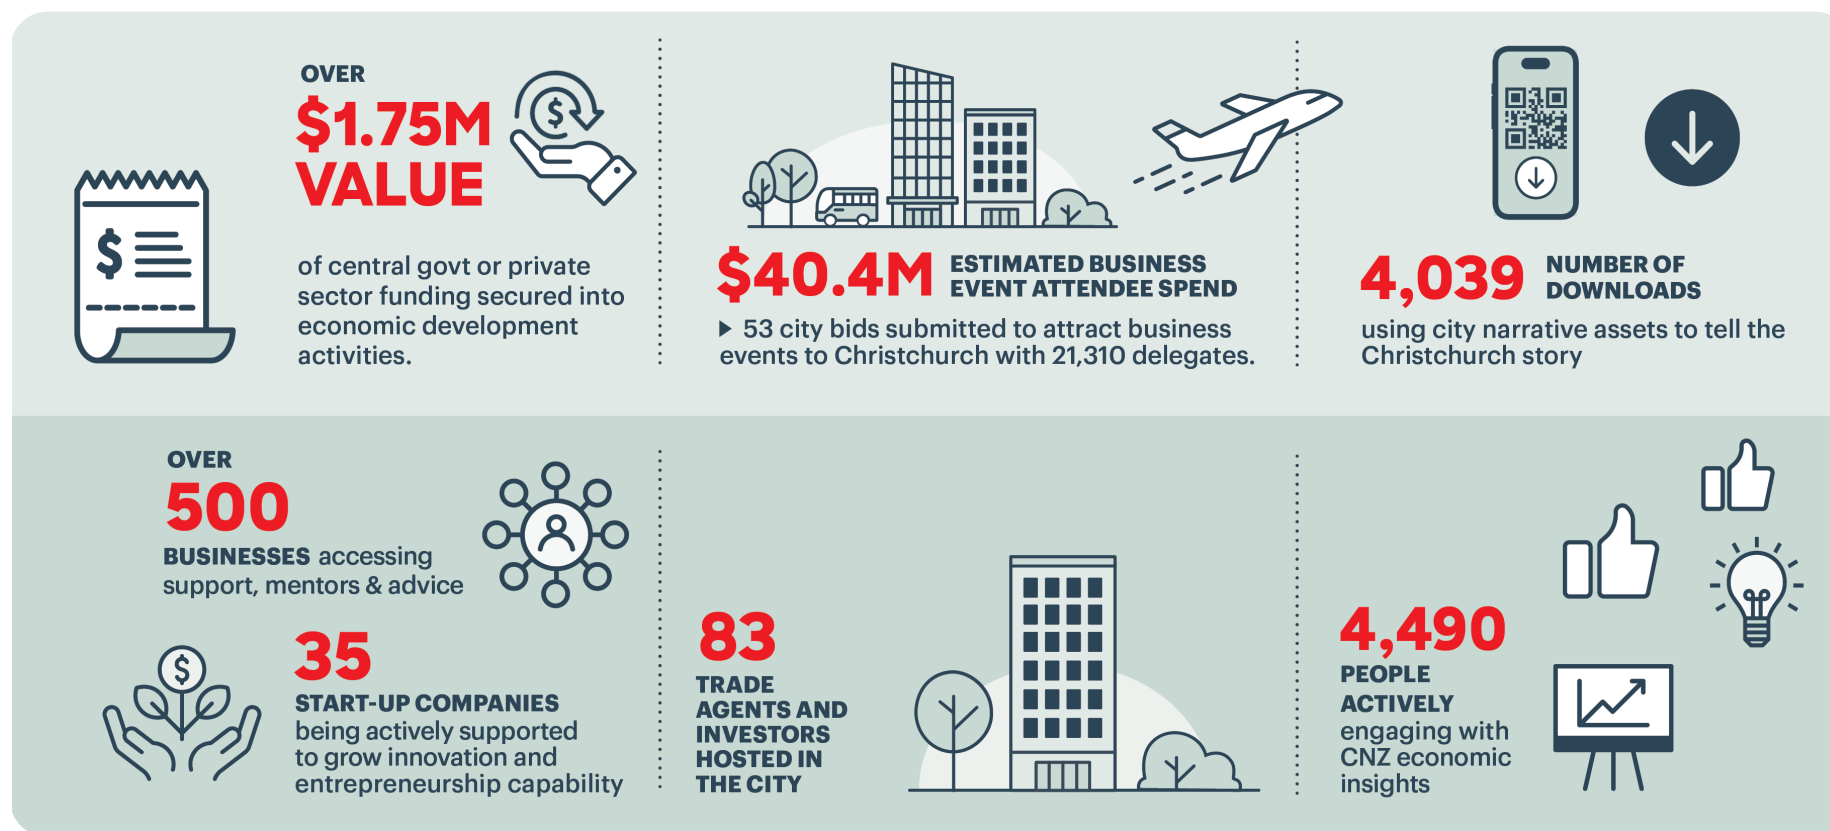 OVER
$1.75M
VALUE
of central govt or private
sector funding secured into
economic development
activities.
$
$
$40.4M ESTIMATED BUSINESS
EVENT ATTENDEE SPEND
▶ 53 city bids submitted to attract business
events to Christchurch with 21,310 delegates.
4,039 NUMBER OF
DOWNLOADS
using city narrative assets to tell the
Christchurch story
OVER
500
BUSINESSES accessing
support, mentors & advice
$
35
START-UP COMPANIES
being actively supported
to grow innovation and
entrepreneurship capability
83
TRADE
AGENTS AND
INVESTORS
HOSTED IN
THE CITY
4,490
PEOPLE
ACTIVELY
engaging with
CNZ economic
insights